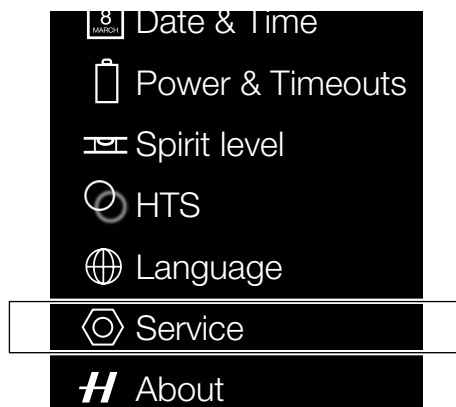 8
MARCH
Date & Time
Power & Timeouts
Spirit level
HTS
Language
Service
H About